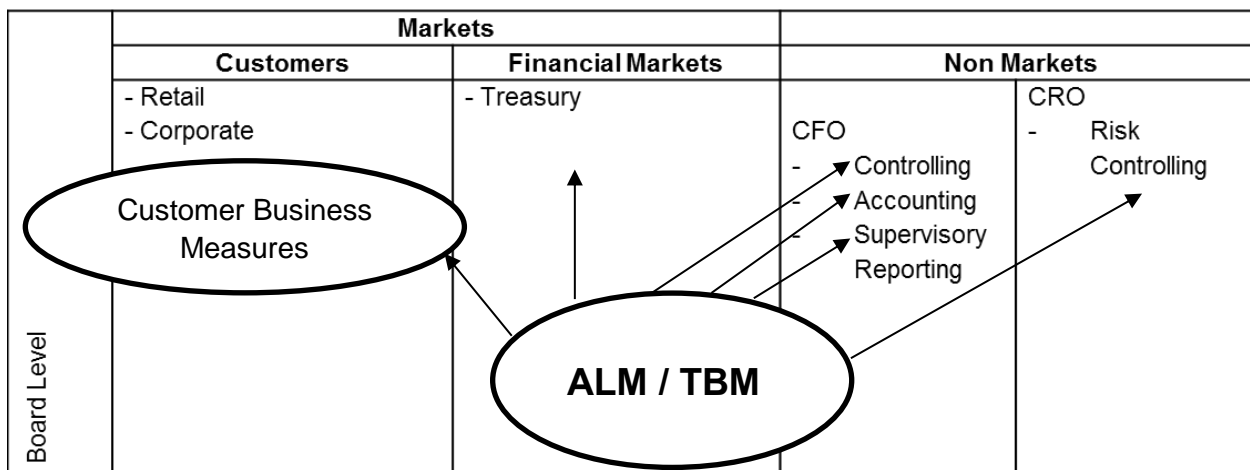 Markets
Customers
Financial Markets
Non Markets
- Retail
- Corporate
- Treasury
CFO
- Controlling
- Accounting
- Supervisory
Reporting
CRO
- Risk
Controlling
Customer Business
Measures
ALM / TBM
Board Level